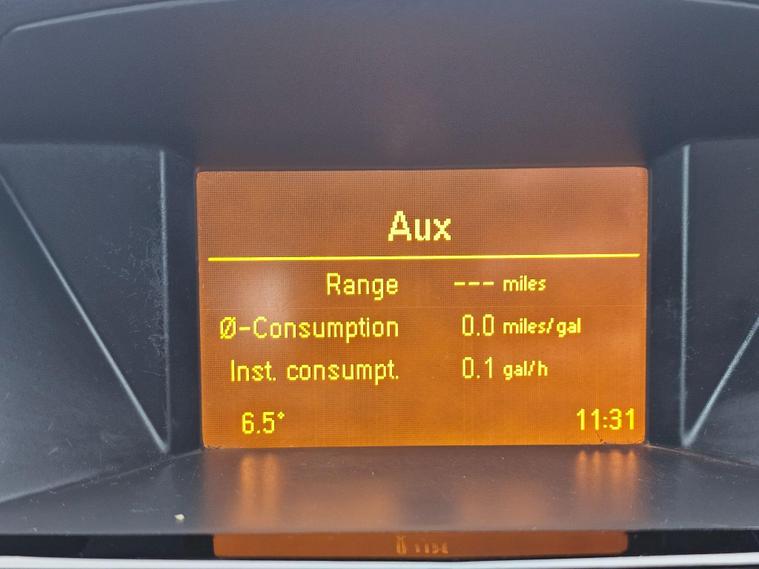 Aux
Range --- miles
Ø-Consumption 0.0 miles/gal
Inst. consumpt. 0.1 gal/h
6.5° 11:31